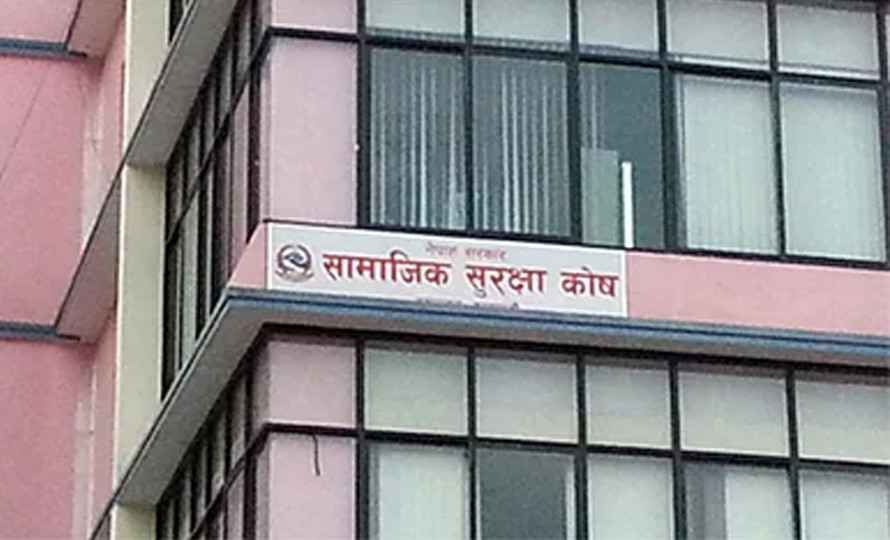 नेपाल सरकार
सामाजिक सुरक्षा कोष